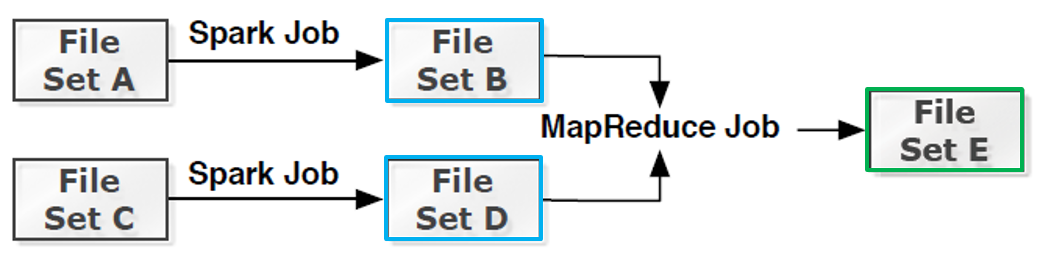 File
Set A
Spark Job
File
Set B
MapReduce Job
File
Set E
File
Set C
Spark Job
File
Set D